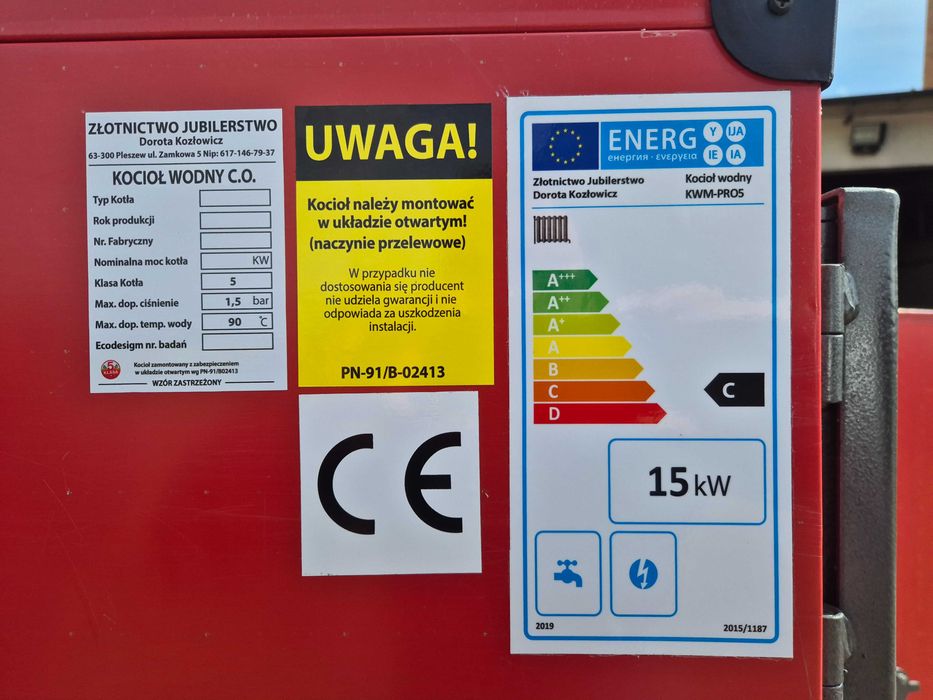 ZŁOTNICTWO JUBILERSTWO
Dorota Kozłowicz
63-300 Pleszew ul. Zamkowa 5 Nip: 617-146-79-37
KOCIOŁ WODNY C.O.
Typ Kotła
Rok produkcji
Nr. Fabryczny
Nominalna moc kotła KW
Klasa Kotła 5
Max. dop. ciśnienie 1,5 bar
Max. dop. temp. wody 90 °C
Ecodesigm nr. badań
5
KLASA
Kocioł zamontowany z zabezpieczeniem
w układzie otwartym wg PN-91/B02413
WZÓR ZASTRZEŻONY
UWAGA!
Kocioł należy montować
w układzie otwartym!
(naczynie przelewowe)
W przypadku nie
dostosowania się producent
nie udziela gwarancji i nie
odpowiada za uszkodzenia
instalacji.
PN-91/B-02413
CE
ENERG
енергия · ενεργεια
Y IJA
IE IA
Złotnictwo Jubilerstwo
Dorota Kozłowicz
Kocioł wodny
KWM-PRO5
A+++
A++
A+
A
B
C
D
C
15 kW
2019
2015/1187